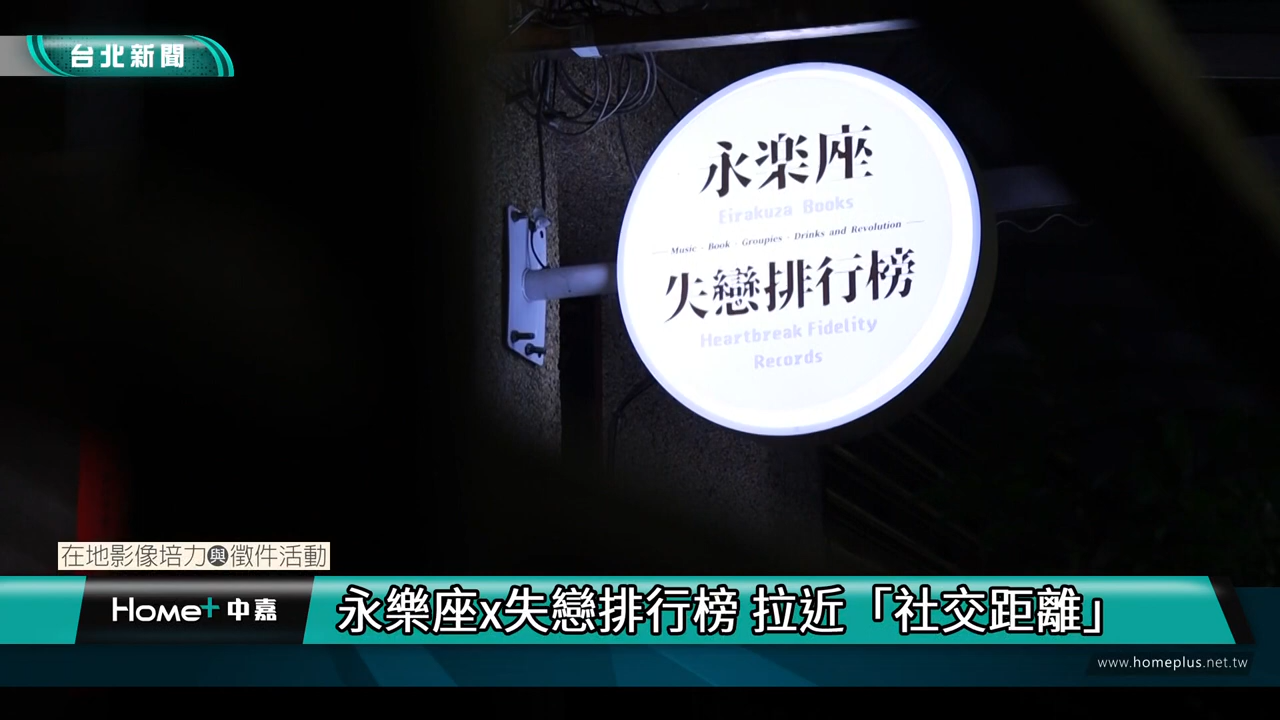 台北新聞
永楽座
Eirakuza Books
Music - Book - Groupies - Drinks and Revolution
失戀排行榜
Heartbreak Fidelity
Records
在地影像培力與徵件活動
Home+中嘉
永樂座x失戀排行榜 拉近「社交距離」
www.homeplus.net.tw